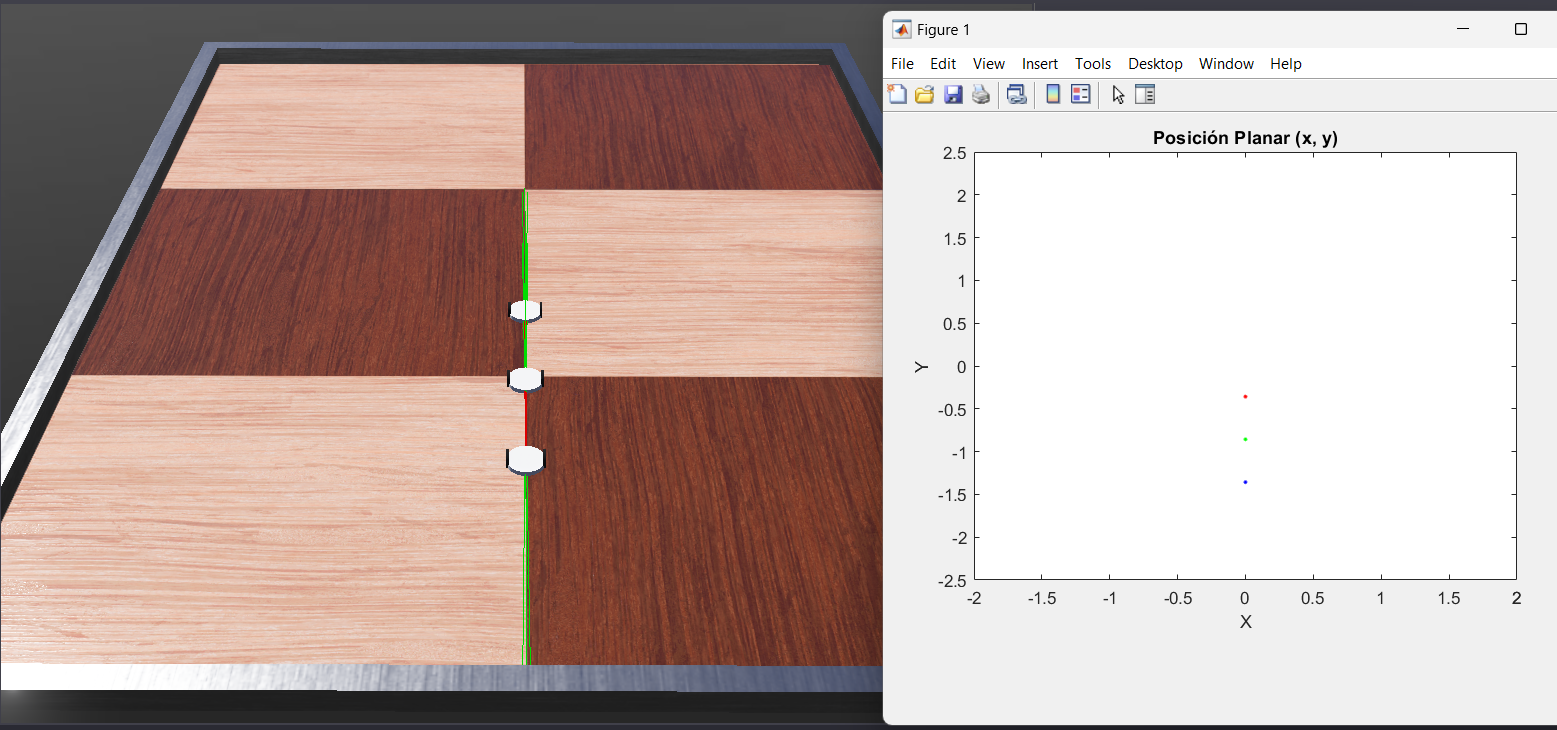 Figure 1
File Edit View Insert Tools Desktop Window Help
Posición Planar (x, y)
2.5
2
1.5
1
0.5
0
-0.5
-1
-1.5
-2
-2.5
Y
-2 -1.5 -1 -0.5 0 0.5 1 1.5 2
X